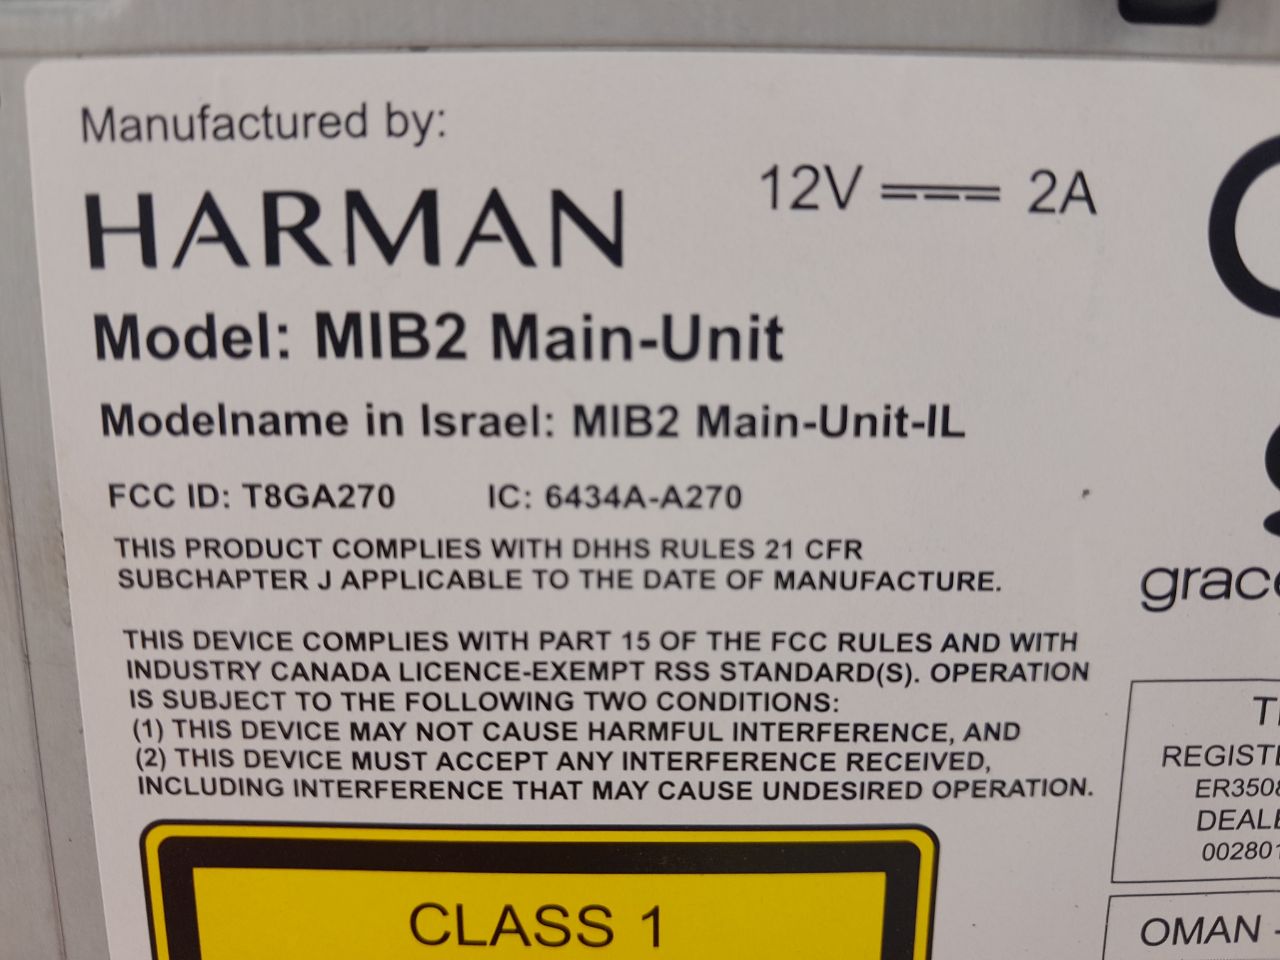 Manufactured by:
HARMAN
12V ⎓ 2A
Model: MIB2 Main-Unit
Modelname in Israel: MIB2 Main-Unit-IL
FCC ID: T8GA270 IC: 6434A-A270
THIS PRODUCT COMPLIES WITH DHHS RULES 21 CFR
SUBCHAPTER J APPLICABLE TO THE DATE OF MANUFACTURE.
THIS DEVICE COMPLIES WITH PART 15 OF THE FCC RULES AND WITH
INDUSTRY CANADA LICENCE-EXEMPT RSS STANDARD(S). OPERATION
IS SUBJECT TO THE FOLLOWING TWO CONDITIONS:
(1) THIS DEVICE MAY NOT CAUSE HARMFUL INTERFERENCE, AND
(2) THIS DEVICE MUST ACCEPT ANY INTERFERENCE RECEIVED,
INCLUDING INTERFERENCE THAT MAY CAUSE UNDESIRED OPERATION.
CLASS 1
OMAN -